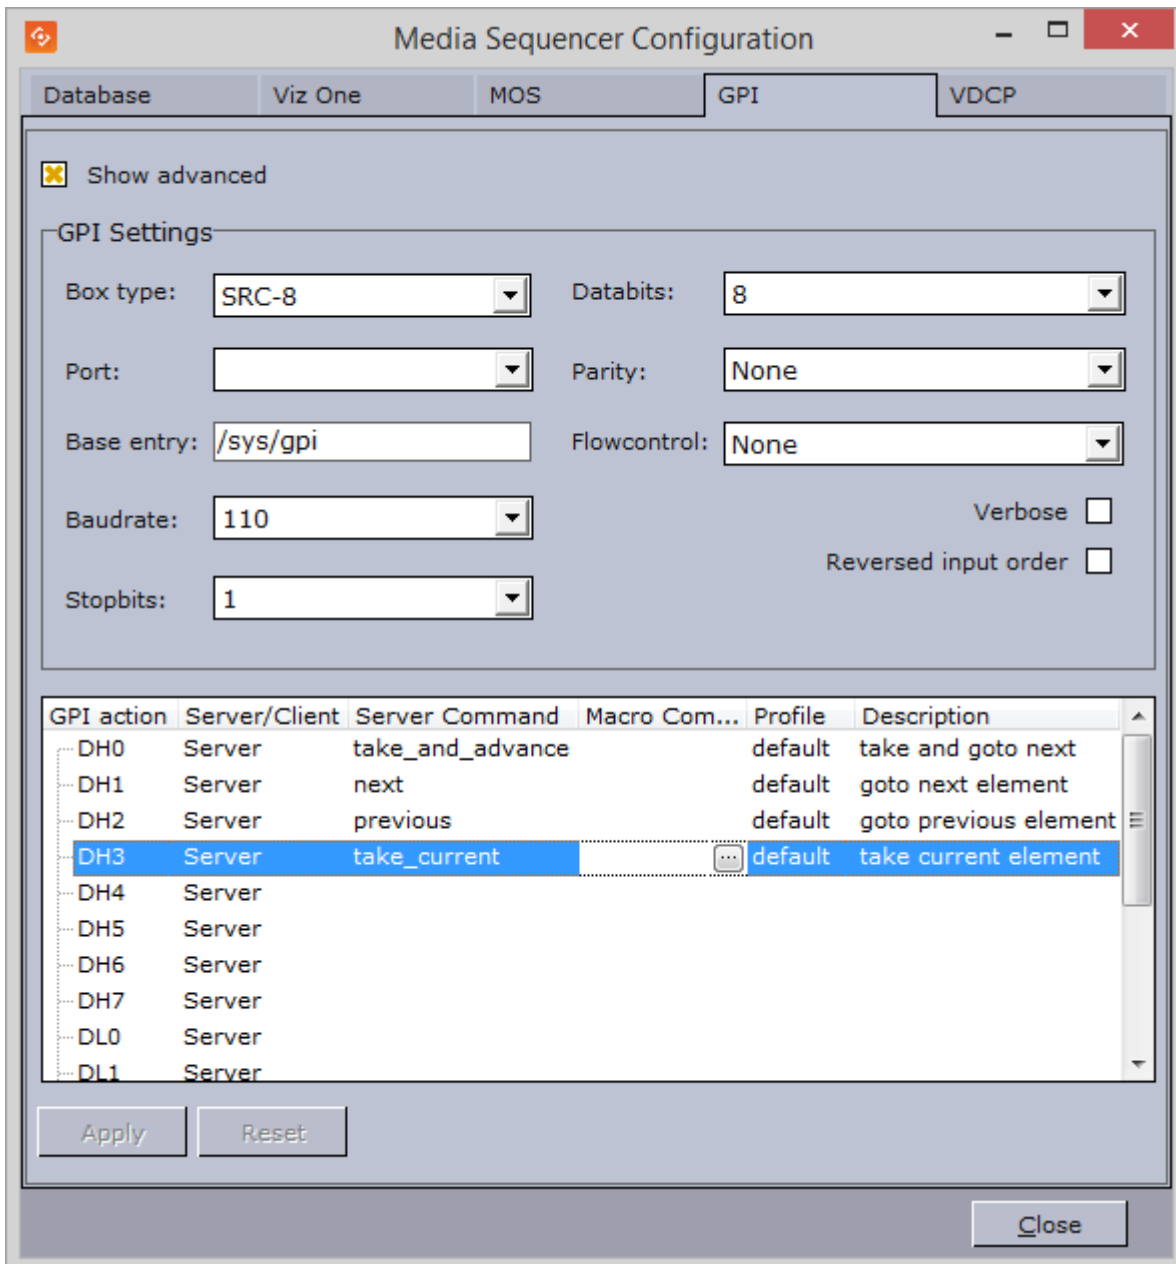 Media Sequencer Configuration
Database Viz One MOS GPI VDCP
Show advanced
GPI Settings
Box type: SRC-8 Databits: 8
Port: Parity: None
Base entry: /sys/gpi Flowcontrol: None
Baudrate: 110 Verbose
Reversed input order
Stopbits: 1
GPI action Server/Client Server Command Macro Com... Profile Description
DH0 Server take_and_advance default take and goto next
DH1 Server next default goto next element
DH2 Server previous default goto previous element
DH3 Server take_current ... default take current element
DH4 Server
DH5 Server
DH6 Server
DH7 Server
DL0 Server
DL1 Server
Apply Reset
Close